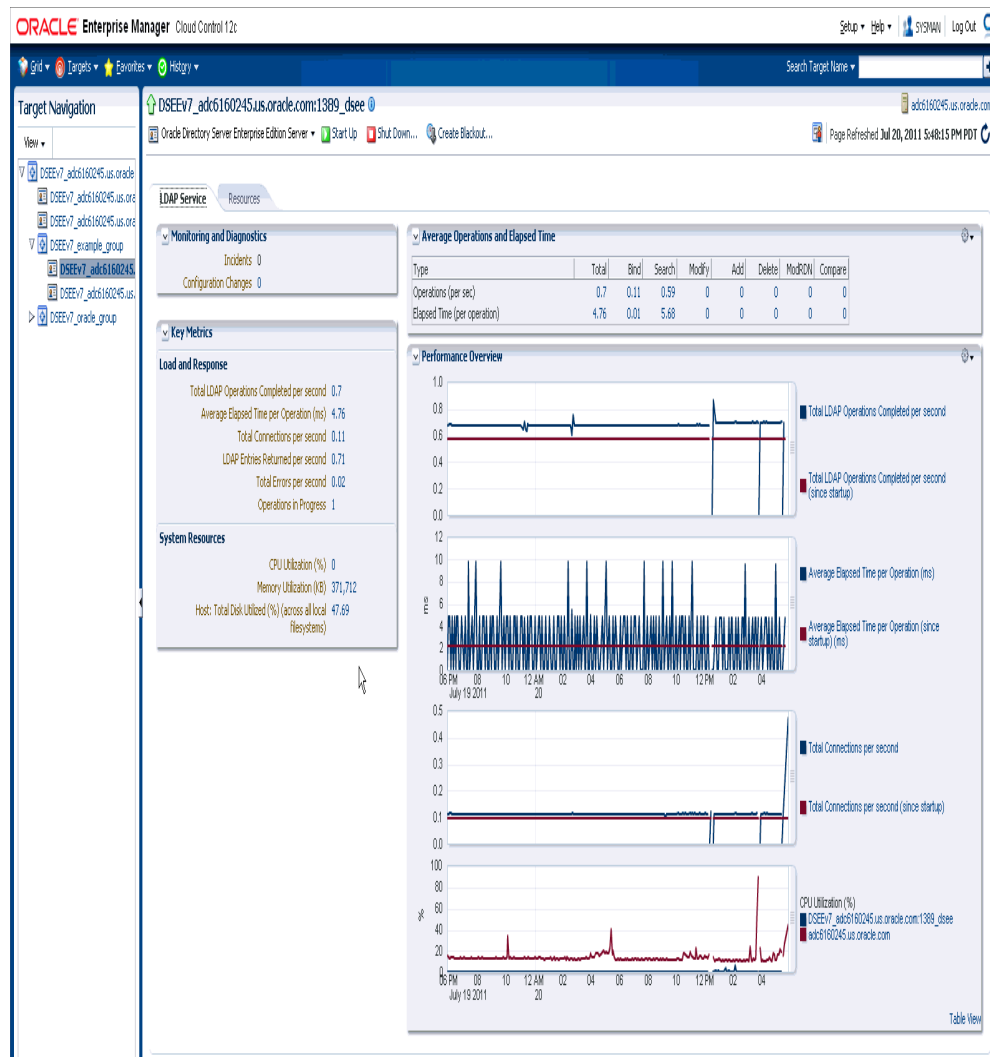 ORACLE Enterprise Manager Cloud Control 12c
Setup Help SYSMAN Log Out
Grid Targets Favorites History
Search Target Name
Target Navigation
View
DSEEv7_adc6160245.us.oracle
DSEEv7_adc6160245.us.ora
DSEEv7_adc6160245.us.ora
DSEEv7_example_group
DSEEv7_adc6160245.
DSEEv7_adc6160245.us.
DSEEv7_oracle_group
DSEEv7_adc6160245.us.oracle.com:1389_dsee
adc6160245.us.oracle.com
Oracle Directory Server Enterprise Edition Server Start Up Shut Down... Create Blackout...
Page Refreshed Jul 20, 2011 5:48:15 PM PDT
LDAP Service Resources
Monitoring and Diagnostics
Incidents 0
Configuration Changes 0
Key Metrics
Load and Response
Total LDAP Operations Completed per second 0.7
Average Elapsed Time per Operation (ms) 4.76
Total Connections per second 0.11
LDAP Entries Returned per second 0.71
Total Errors per second 0.02
Operations in Progress 1
System Resources
CPU Utilization (%) 0
Memory Utilization (KB) 371,712
Host: Total Disk Utilized (%) (across all local 47.69
filesystems)
Average Operations and Elapsed Time
Type Total Bind Search Modify Add Delete ModRDN Compare
Operations (per sec) 0.7 0.11 0.59 0 0 0 0 0
Elapsed Time (per operation) 4.76 0.01 5.68 0 0 0 0 0
Performance Overview
1.0
0.8
0.6
0.4
0.2
0.0
Total LDAP Operations Completed per second
Total LDAP Operations Completed per second
(since startup)
12
10
8
6
4
2
0
ms
06 PM 08 10 12 AM 02 04 06 08 10 12 PM 02 04
July 19 2011 20
Average Elapsed Time per Operation (ms)
Average Elapsed Time per Operation (since
startup) (ms)
0.5
0.4
0.3
0.2
0.1
0.0
Total Connections per second
Total Connections per second (since startup)
100
80
60
40
20
0
%
06 PM 08 10 12 AM 02 04 06 08 10 12 PM 02 04
July 19 2011 20
CPU Utilization (%)
DSEEv7_adc6160245.us.oracle.com:1389_dsee
adc6160245.us.oracle.com
Table View